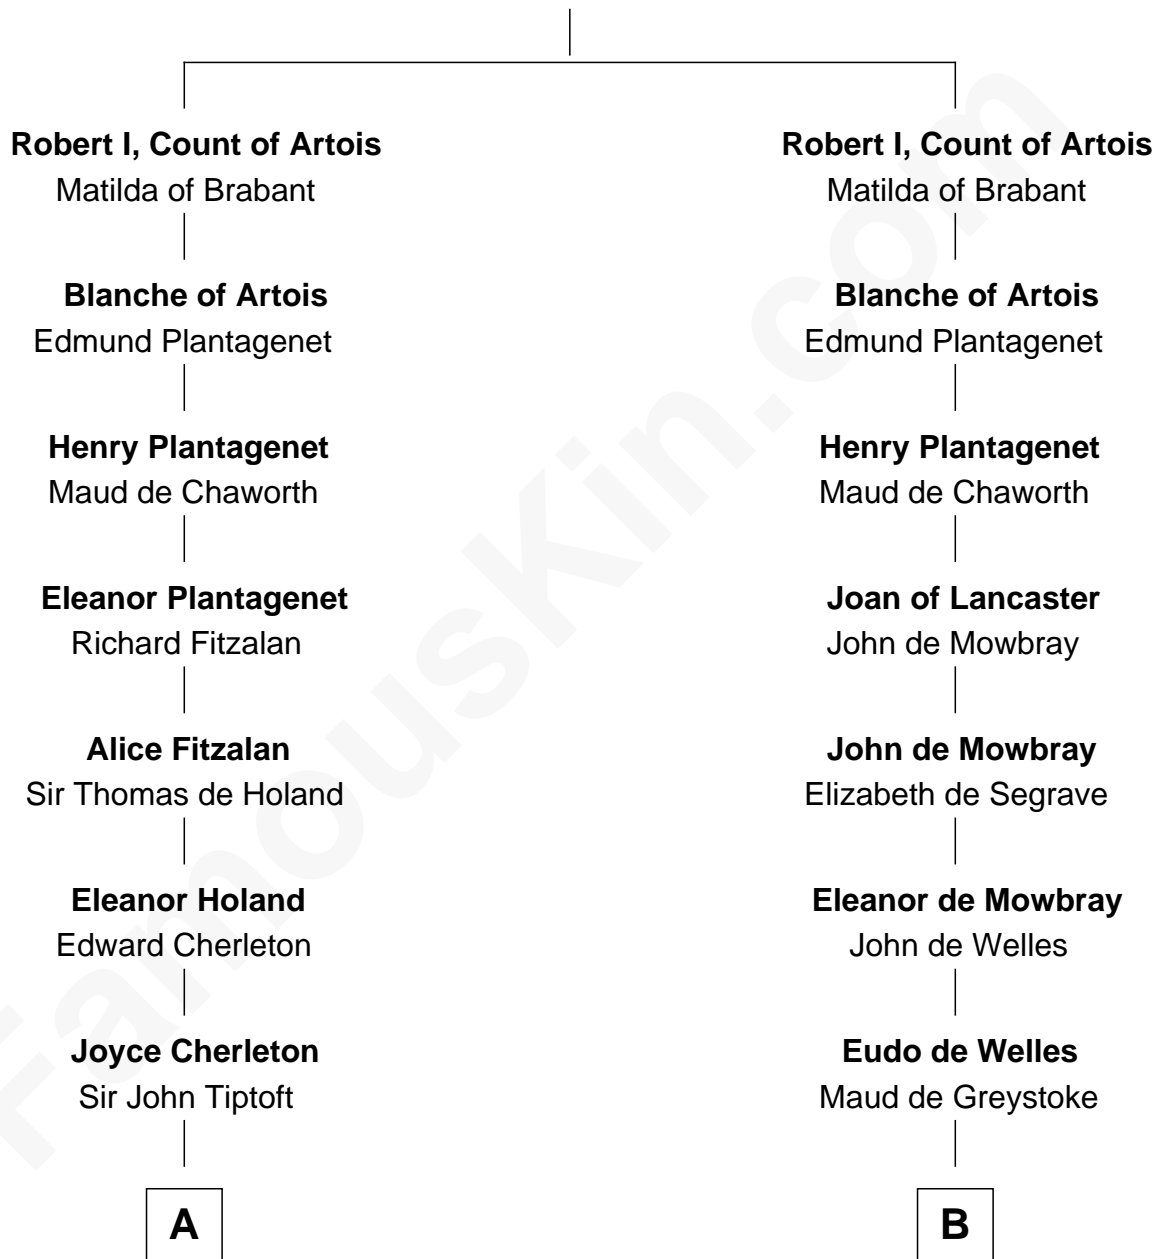 Robert I, Count of Artois
Matilda of Brabant
Blanche of Artois
Edmund Plantagenet
Henry Plantagenet
Maud de Chaworth
Eleanor Plantagenet
Richard Fitzalan
Alice Fitzalan
Sir Thomas de Holand
Eleanor Holand
Edward Cherleton
Joyce Cherleton
Sir John Tiptoft
A
Robert I, Count of Artois
Matilda of Brabant
Blanche of Artois
Edmund Plantagenet
Henry Plantagenet
Maud de Chaworth
Joan of Lancaster
John de Mowbray
John de Mowbray
Elizabeth de Segrave
Eleanor de Mowbray
John de Welles
Eudo de Welles
Maud de Greystoke
B
FamousKin.com